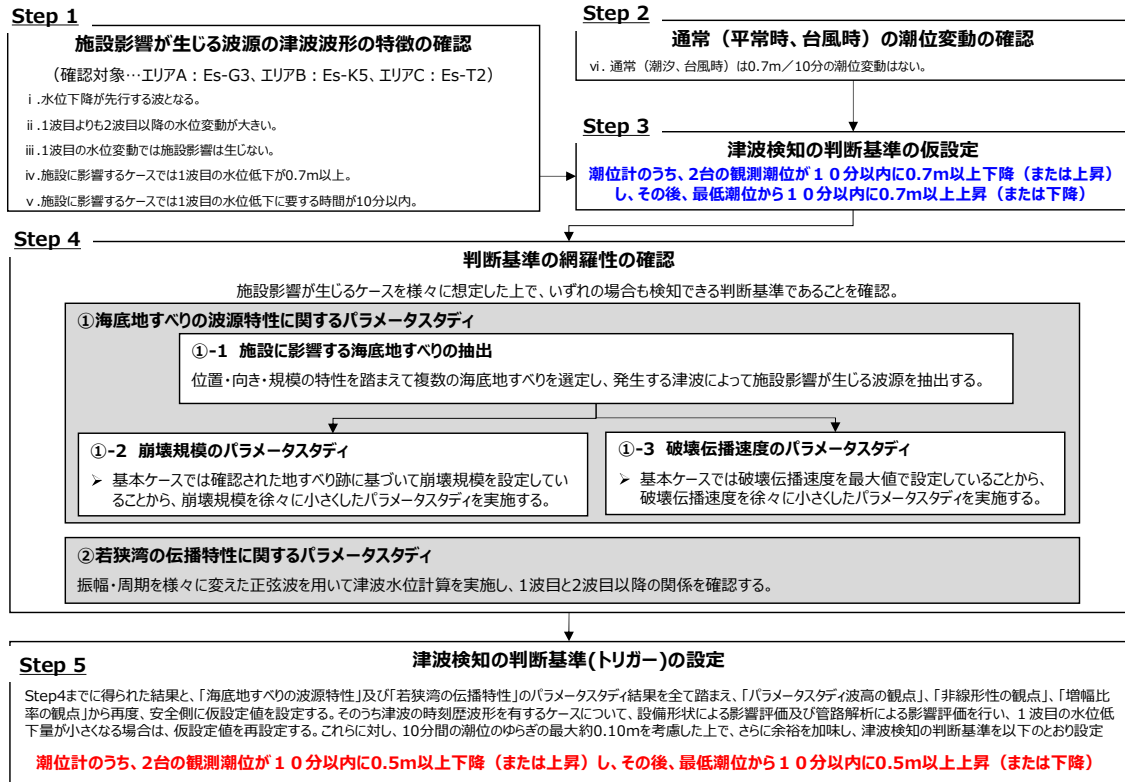 Step 1
施設影響が生じる波源の津波波形の特徴の確認
（確認対象…エリアA：Es-G3、エリアB：Es-K5、エリアC：Es-T2）
ⅰ.水位下降が先行する波となる。
ⅱ.1波目よりも2波目以降の水位変動が大きい。
ⅲ.1波目の水位変動では施設影響は生じない。
ⅳ.施設に影響するケースでは1波目の水位低下が0.7m以上。
ⅴ.施設に影響するケースでは1波目の水位低下に要する時間が10分以内。
Step 2
通常（平常時、台風時）の潮位変動の確認
ⅵ. 通常（潮汐、台風時）は0.7m／10分の潮位変動はない。
Step 3
津波検知の判断基準の仮設定
潮位計のうち、2台の観測潮位が１０分以内に0.7m以上下降（または上昇）
し、その後、最低潮位から１０分以内に0.7m以上上昇（または下降）
Step 4
判断基準の網羅性の確認
施設影響が生じるケースを様々に想定した上で、いずれの場合も検知できる判断基準であることを確認。
①海底地すべりの波源特性に関するパラメータスタディ
①-1 施設に影響する海底地すべりの抽出
位置・向き・規模の特性を踏まえて複数の海底地すべりを選定し、発生する津波によって施設影響が生じる波源を抽出する。
①-2 崩壊規模のパラメータスタディ
➢ 基本ケースでは確認された地すべり跡に基づいて崩壊規模を設定してい
ることから、崩壊規模を徐々に小さくしたパラメータスタディを実施する。
①-3 破壊伝播速度のパラメータスタディ
➢ 基本ケースでは破壊伝播速度を最大値で設定していることから、
破壊伝播速度を徐々に小さくしたパラメータスタディを実施する。
②若狭湾の伝播特性に関するパラメータスタディ
振幅・周期を様々に変えた正弦波を用いて津波水位計算を実施し、1波目と2波目以降の関係を確認する。
Step 5
津波検知の判断基準(トリガー)の設定
Step4までに得られた結果と、「海底地すべりの波源特性」及び「若狭湾の伝播特性」のパラメータスタディ結果を全て踏まえ、「パラメータスタディ波高の観点」、「非線形性の観点」、「増幅比
率の観点」から再度、安全側に仮設定値を設定する。そのうち津波の時刻歴波形を有するケースについて、設備形状による影響評価及び管路解析による影響評価を行い、１波目の水位低
下量が小さくなる場合は、仮設定値を再設定する。これらに対し、10分間の潮位のゆらぎの最大約0.10mを考慮した上で、さらに余裕を加味し、津波検知の判断基準を以下のとおり設定
潮位計のうち、2台の観測潮位が１０分以内に0.5m以上下降（または上昇）し、その後、最低潮位から１０分以内に0.5m以上上昇（または下降）